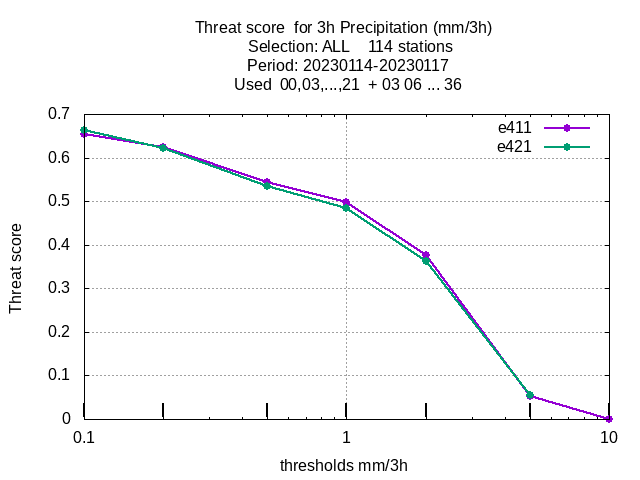 Threat score  for 3h Precipitation (mm/3h)
Selection: ALL    114 stations
Period: 20230114-20230117
Used  00,03,...,21  + 03 06 ... 36
0.7
e411
e421
0.6
0.5
0.4
Threat score
0.3
0.2
0.1
0
0.1
1
10
thresholds mm/3h